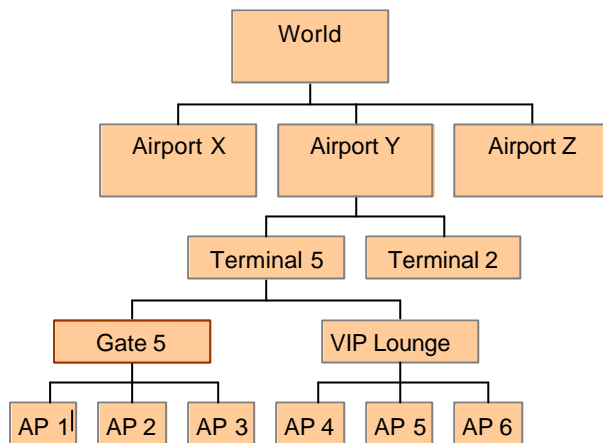 World
Airport X
Airport Y
Airport Z
Terminal 5
Terminal 2
Gate 5
VIP Lounge
AP 1
AP 2
AP 3
AP 4
AP 5
AP 6